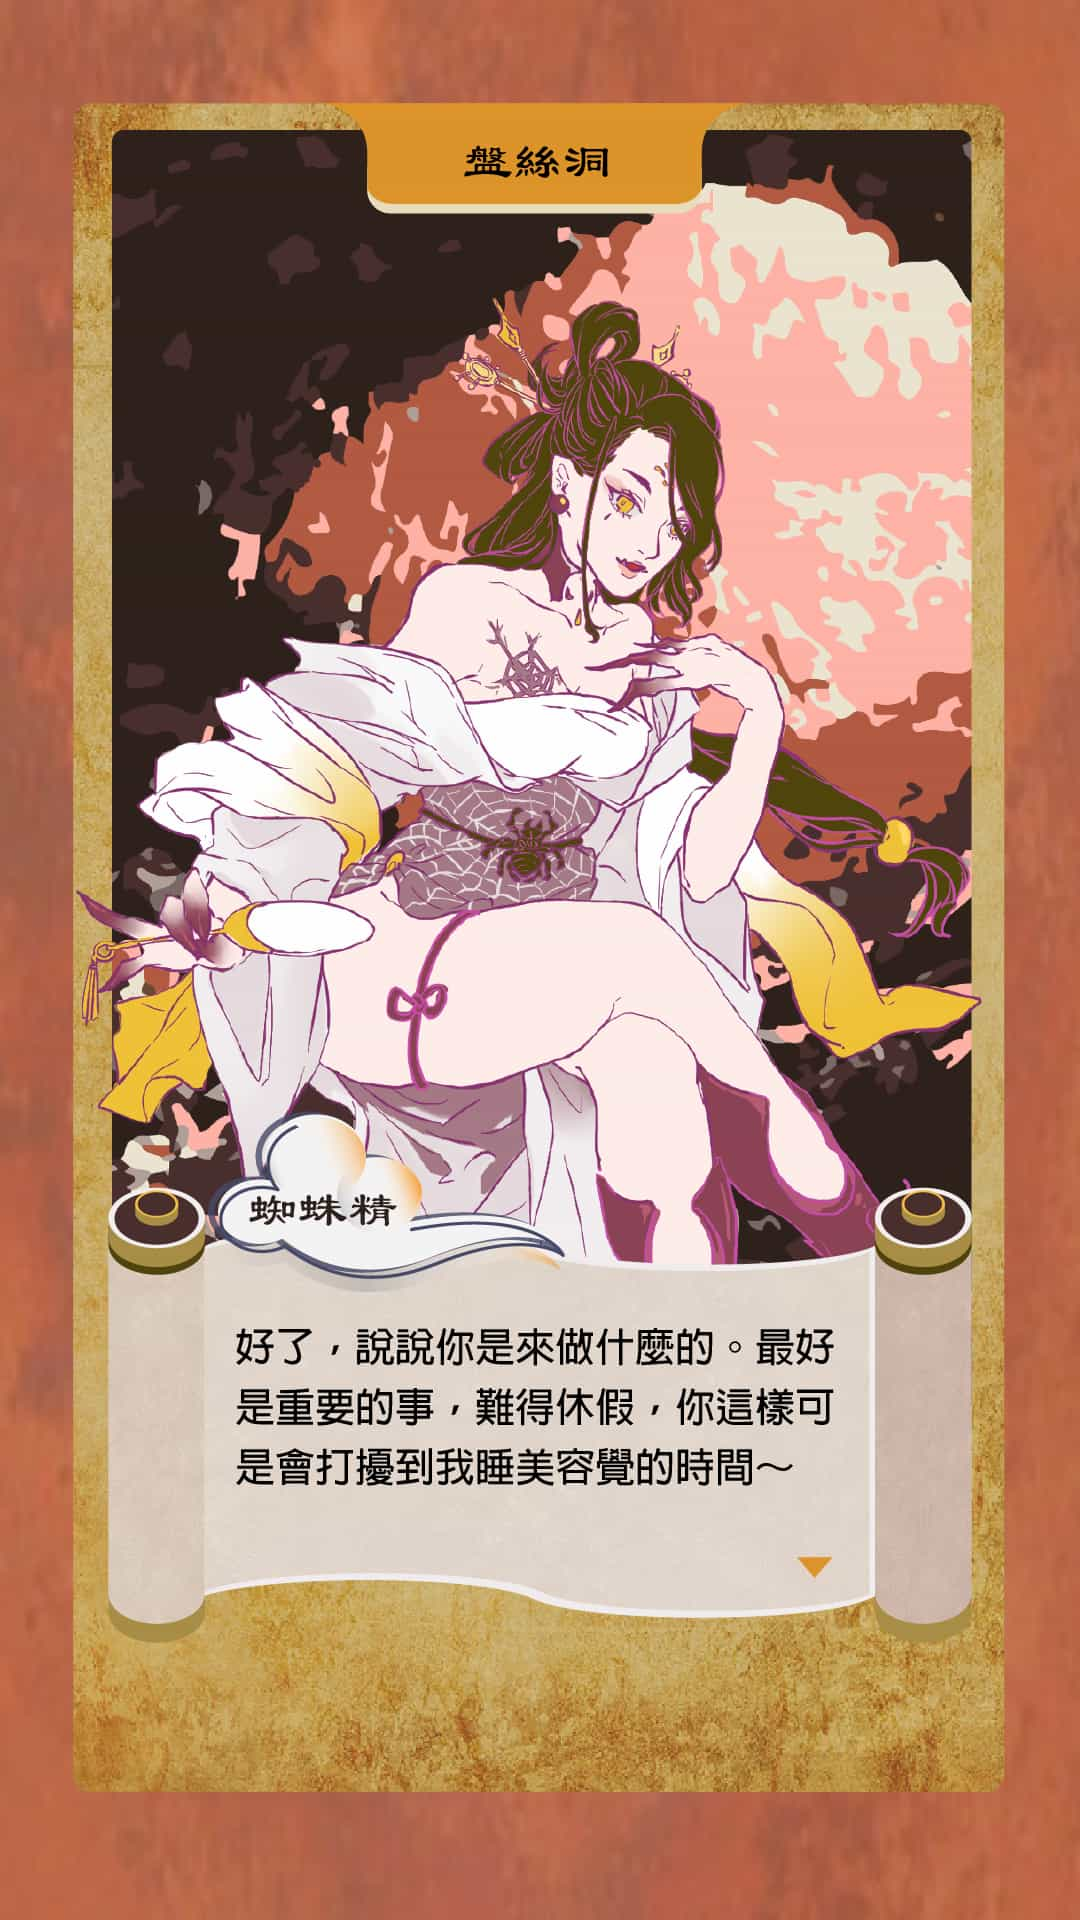 盤絲洞
蜘蛛精
好了，說說你是來做什麼的。最好
是重要的事，難得休假，你這樣可
是會打擾到我睡美容覺的時間～